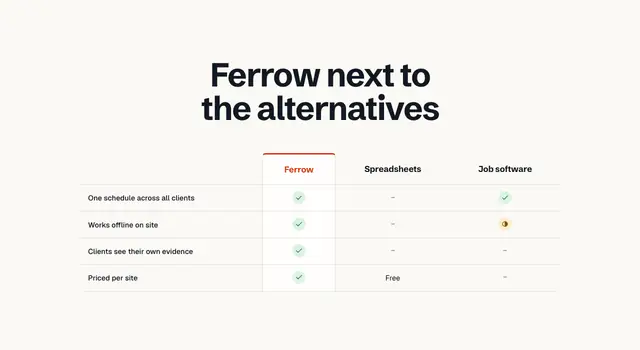 Ferrow next to
the alternatives
Ferrow Spreadsheets Job software
One schedule across all clients –
Works offline on site –
Clients see their own evidence – –
Priced per site Free –